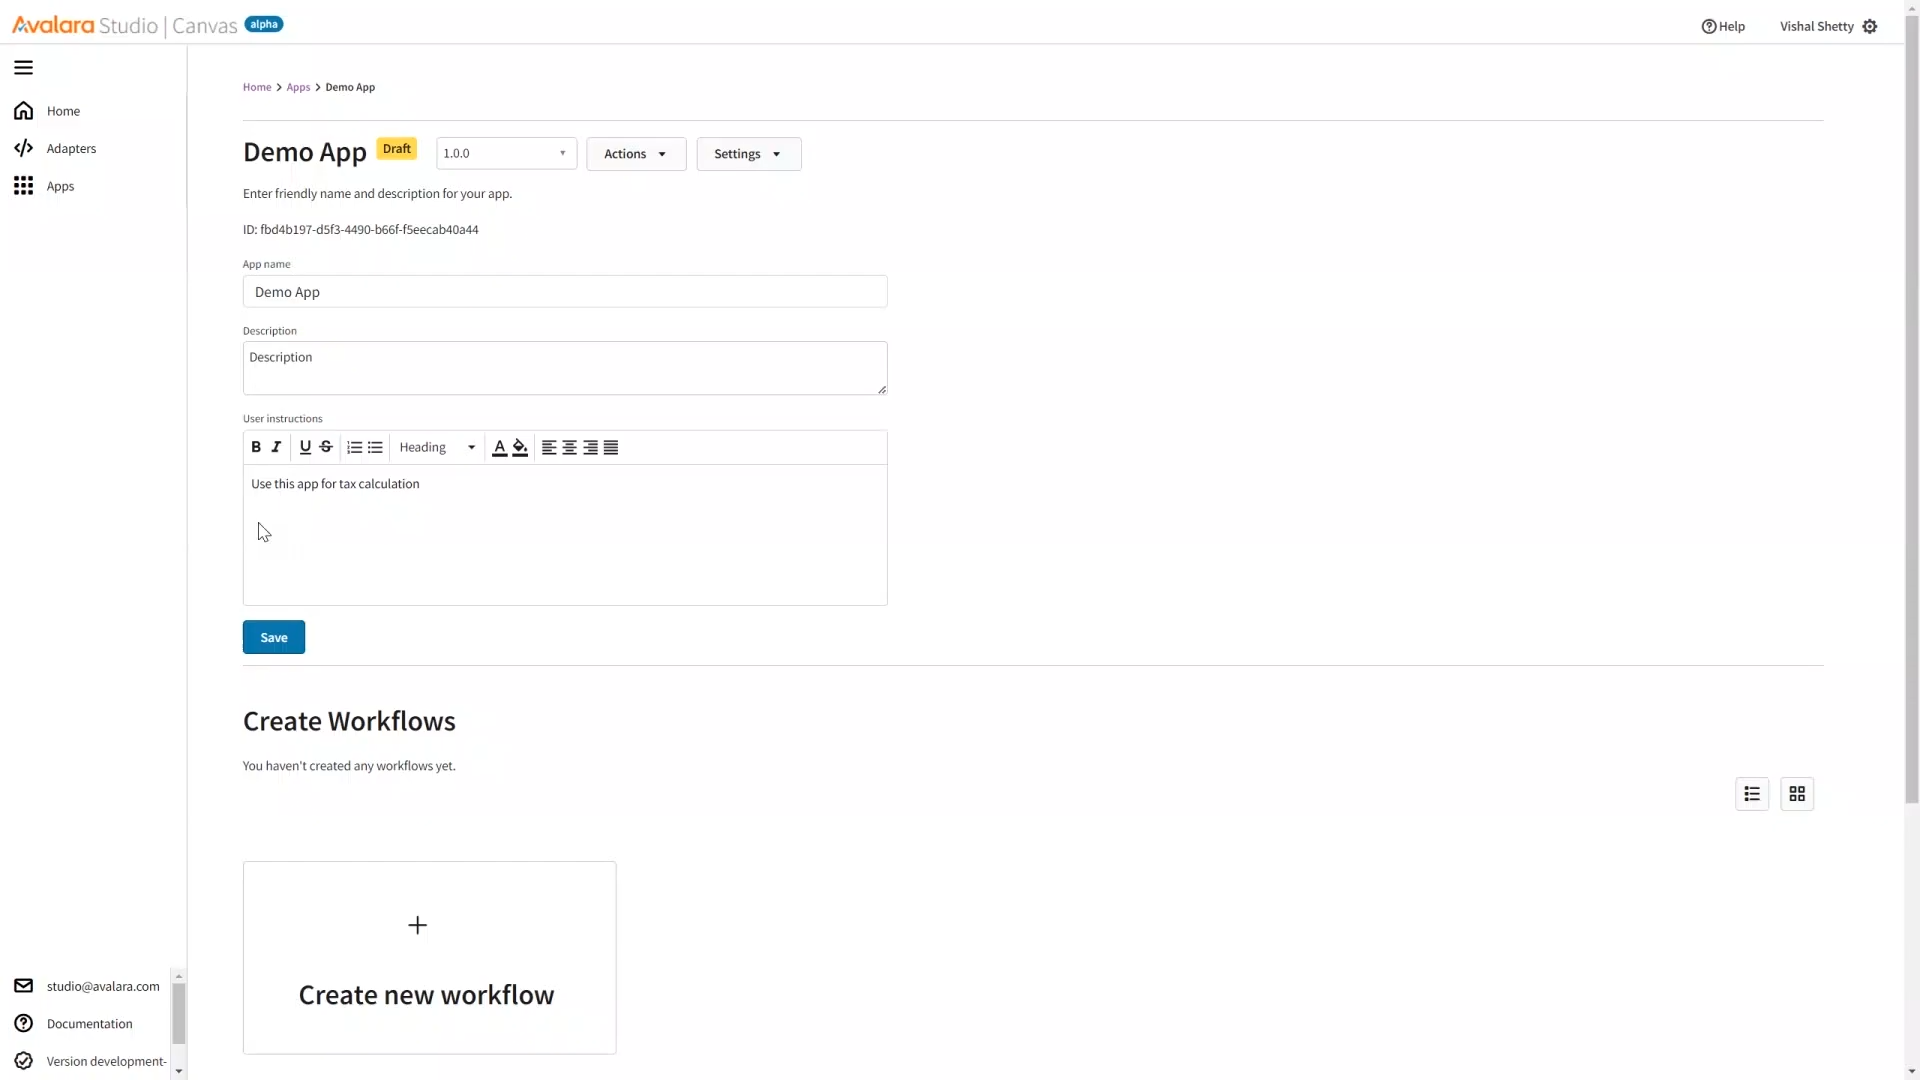 Avalara Studio | Canvas alpha
Help
Vishal Shetty
Home
Adapters
Apps
Home > Apps > Demo App
Demo App Draft 1.0.0 Actions Settings
Enter friendly name and description for your app.
ID: fbd4b197-d5f3-4490-b66f-f5eecab40a44
App name
Demo App
Description
Description
User instructions
B I U S Heading A
Use this app for tax calculation
Save
Create Workflows
You haven't created any workflows yet.
+
Create new workflow
studio@avalara.com
Documentation
Version development-